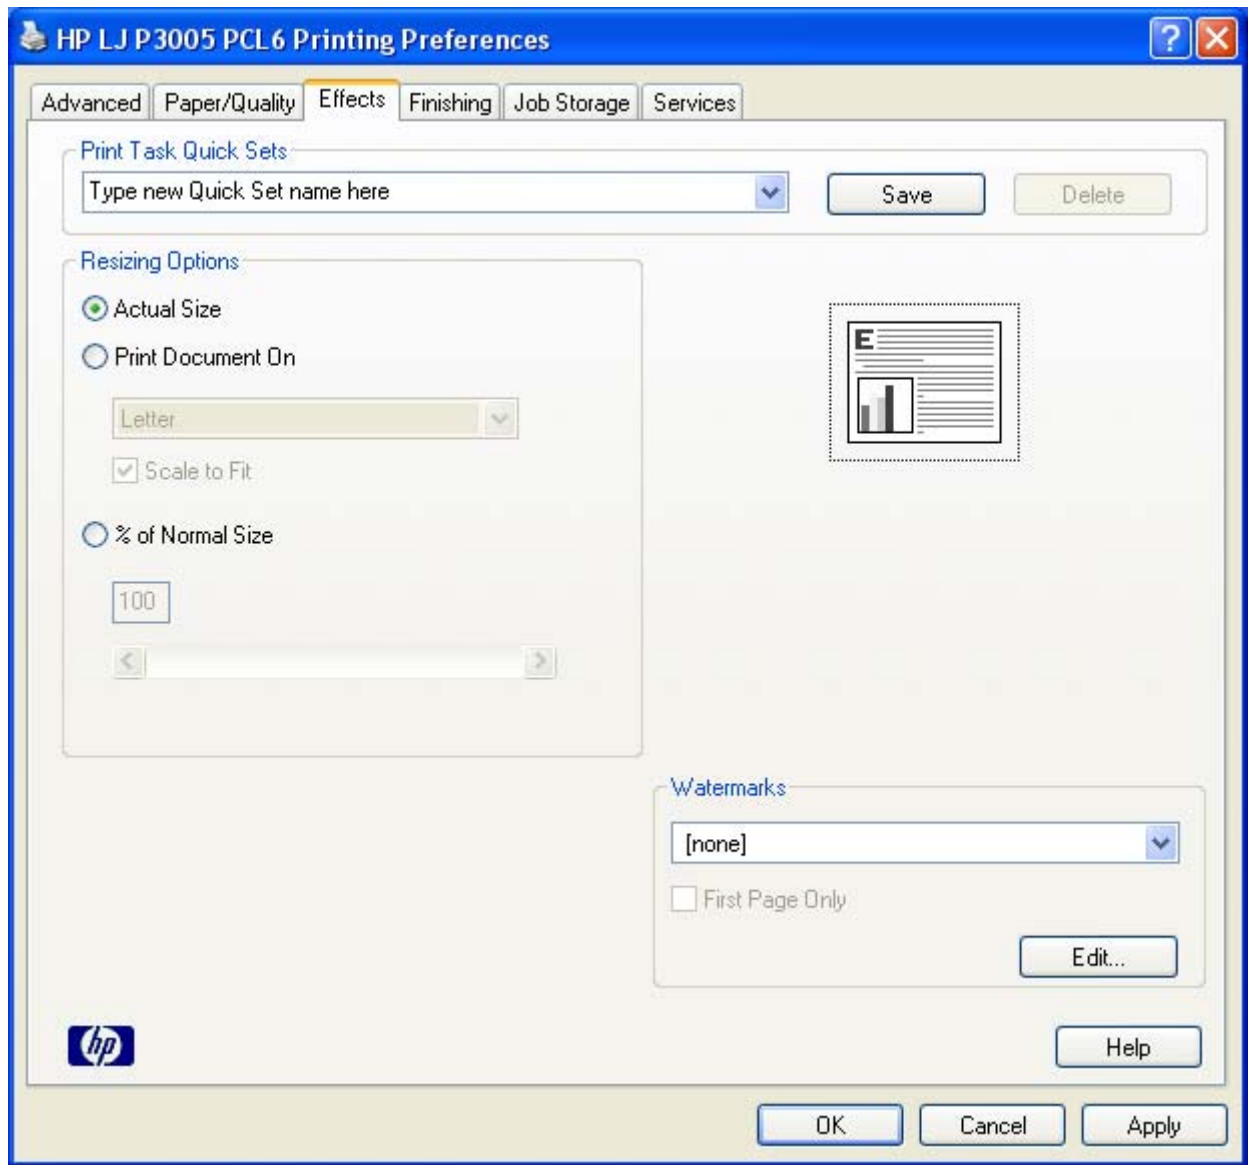 HP LJ P3005 PCL6 Printing Preferences
?
Advanced Paper/Quality Effects Finishing Job Storage Services
Print Task Quick Sets
Type new Quick Set name here Save Delete
Resizing Options
Actual Size
Print Document On
Letter
Scale to Fit
% of Normal Size
100
E
Watermarks
[none]
First Page Only
Edit...
hp
Help
OK Cancel Apply